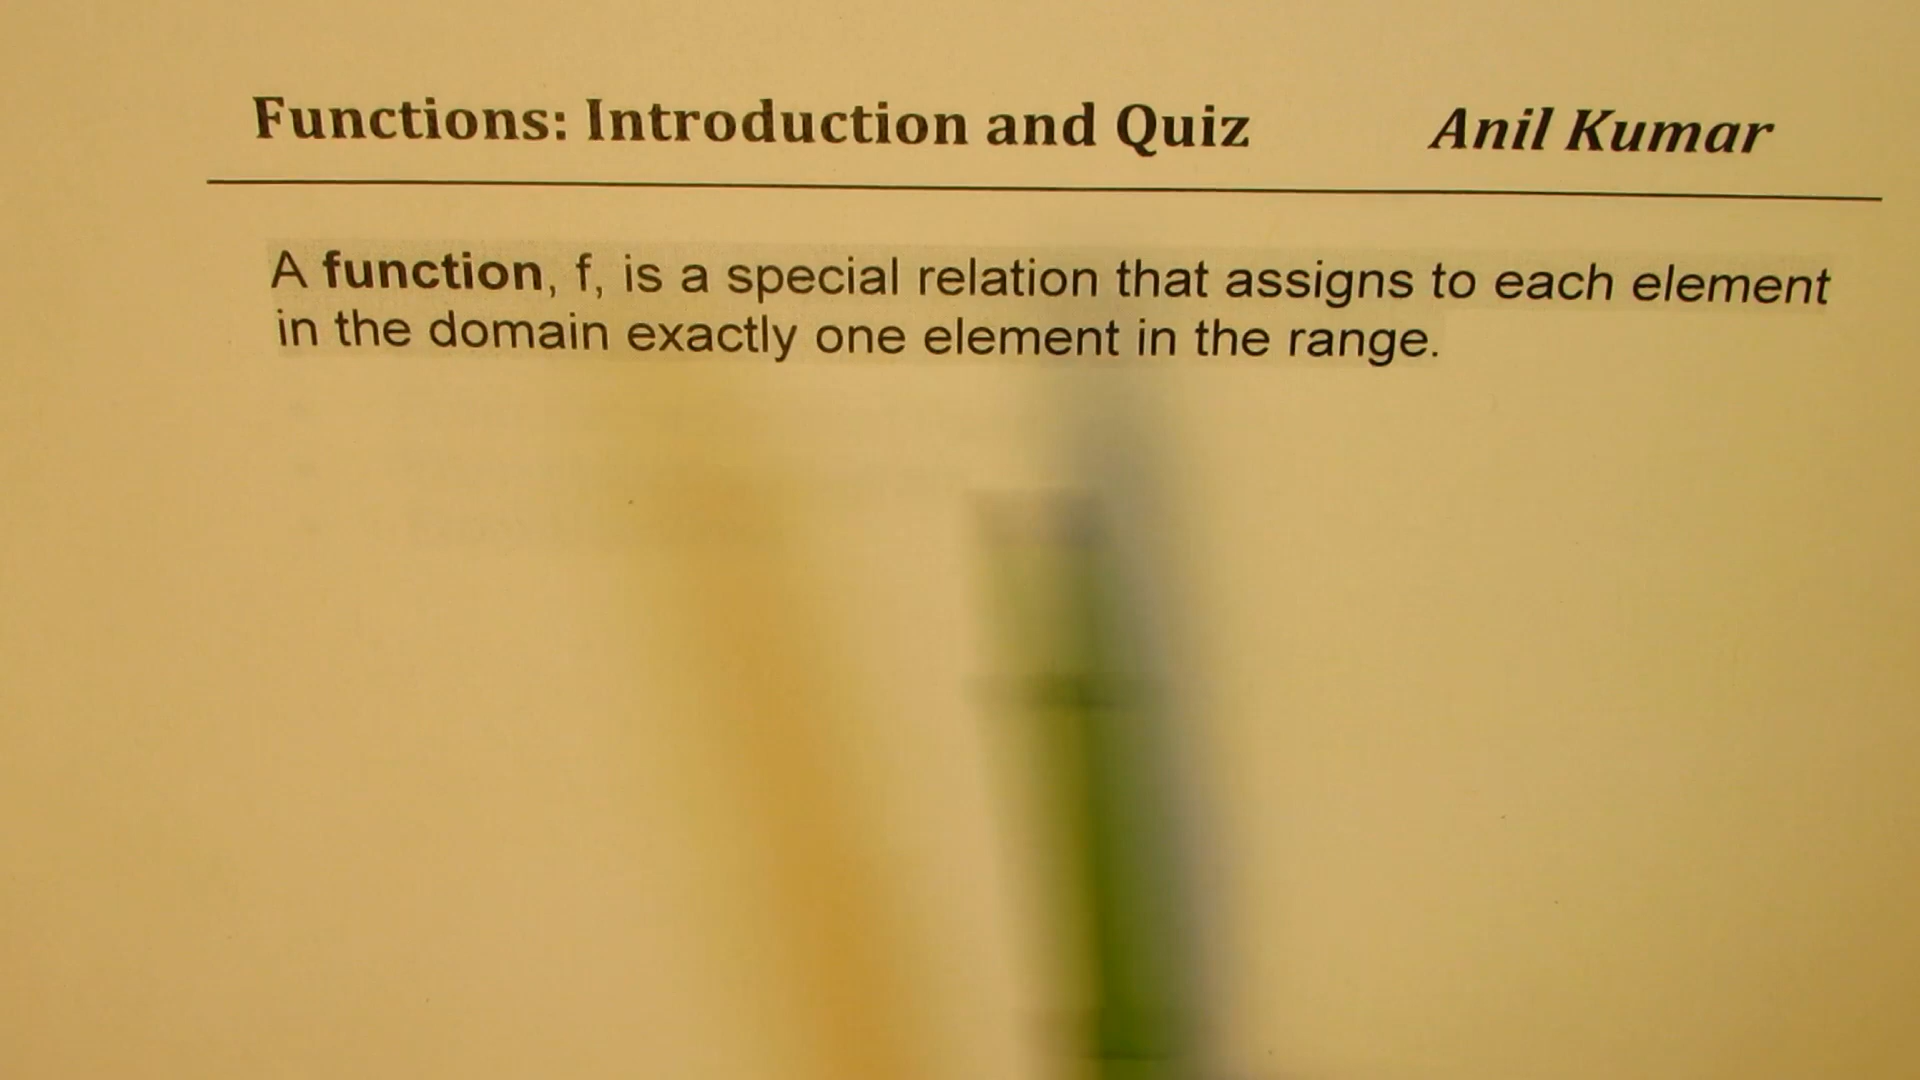 Functions: Introduction and Quiz Anil Kumar
A function, f, is a special relation that assigns to each element
in the domain exactly one element in the range.